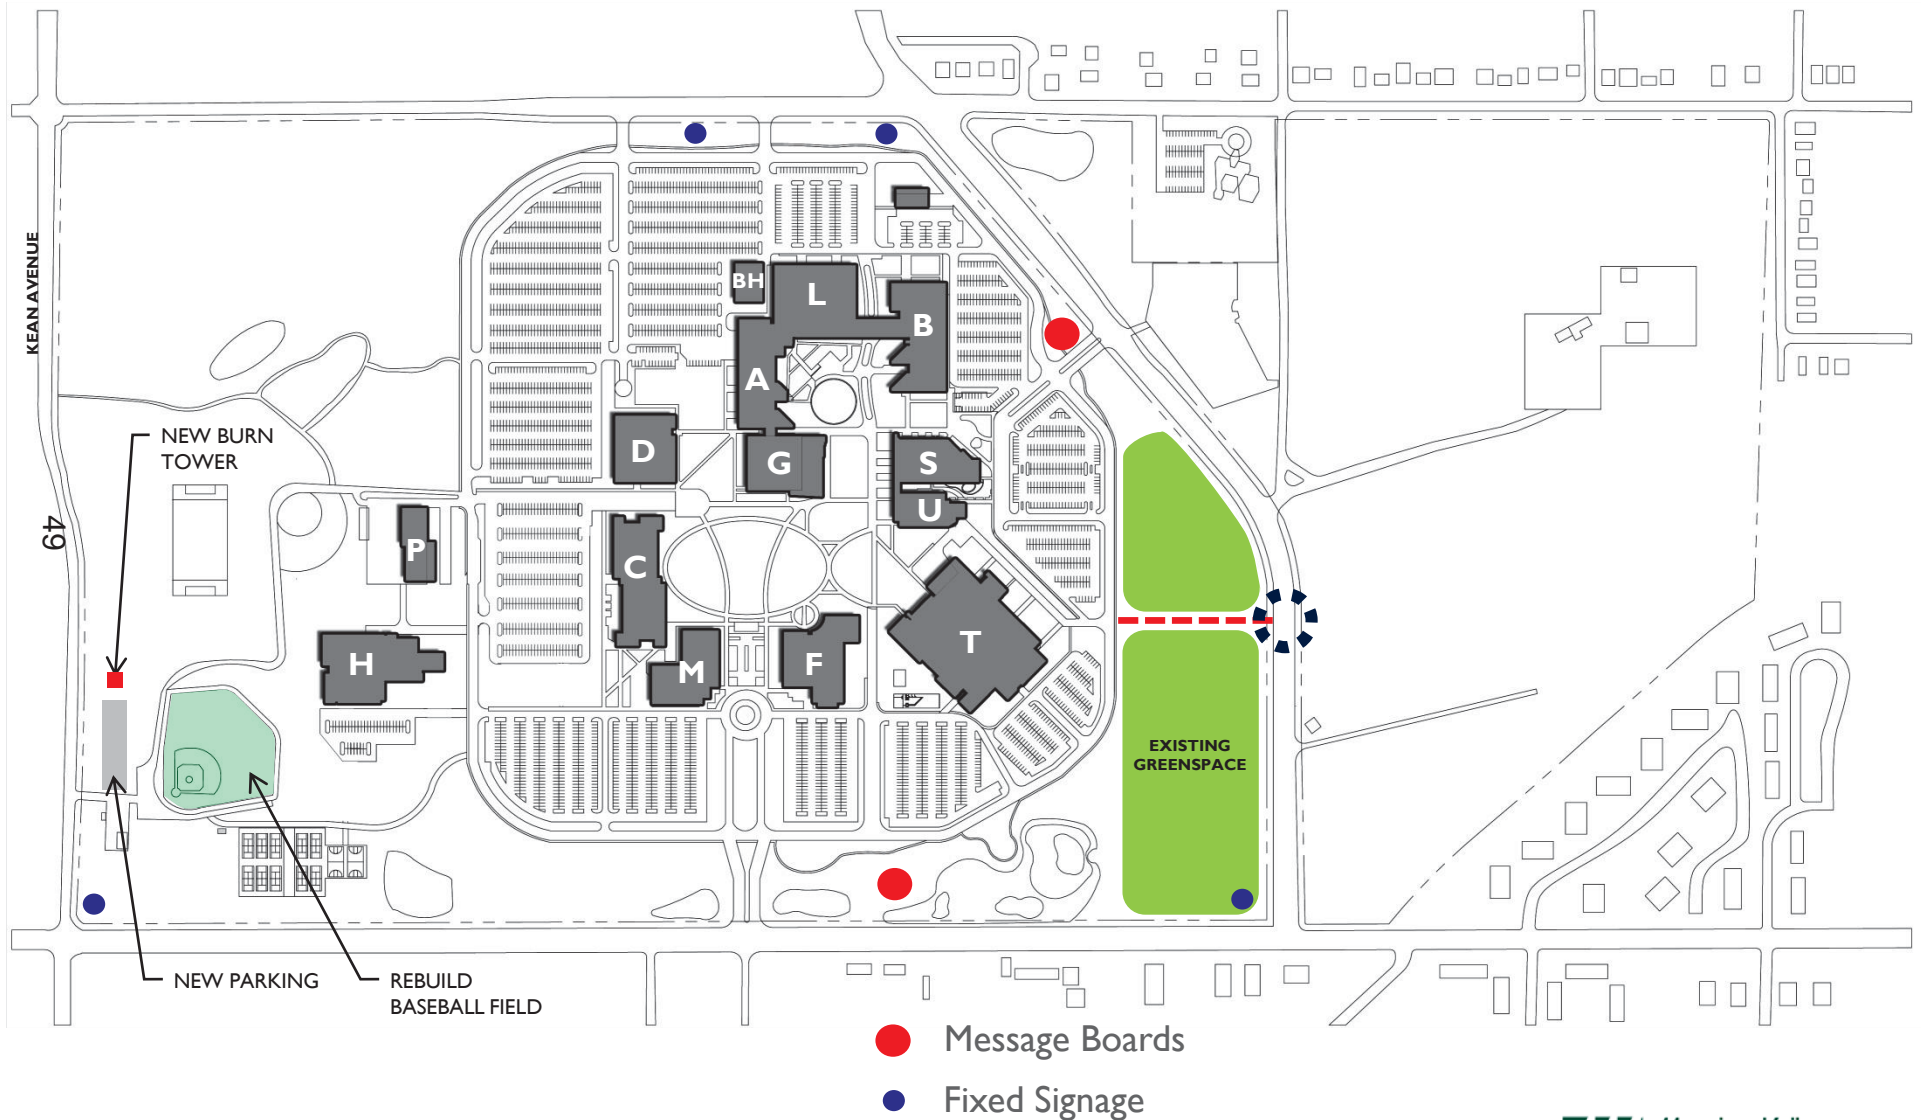 KEAN AVENUE
BH
L
B
A
NEW BURN
TOWER
D
G
S
U
49
P
C
H
M
F
T
EXISTING
GREENSPACE
NEW PARKING
REBUILD
BASEBALL FIELD
Message Boards
Fixed Signage